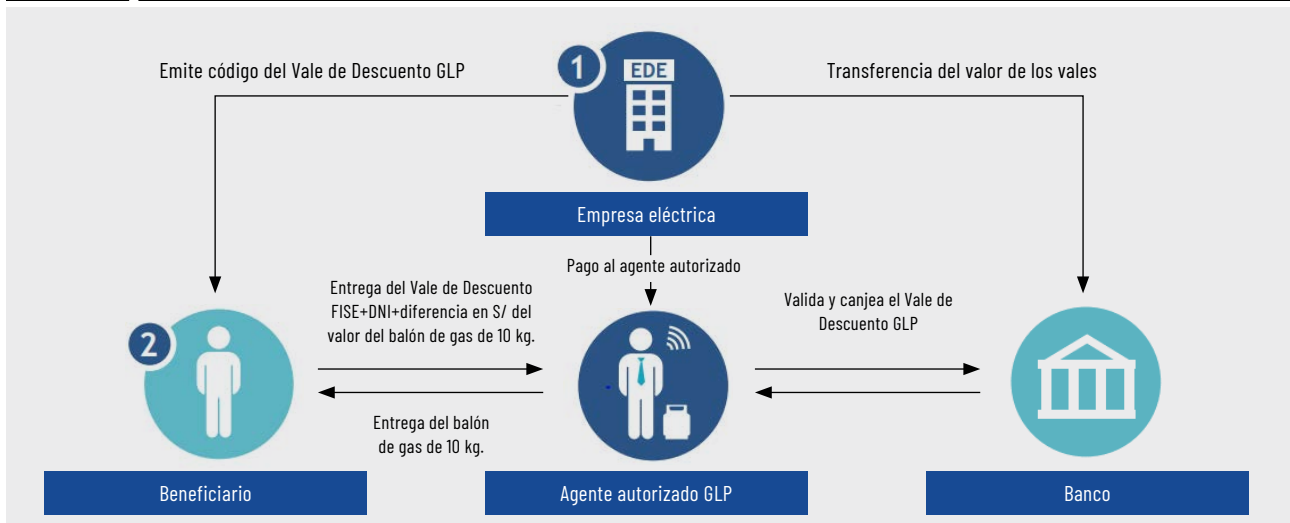 Emite código del Vale de Descuento GLP
1
EDE
Transferencia del valor de los vales
Empresa eléctrica
Pago al agente autorizado
Entrega del Vale de Descuento
FISE+DNI+diferencia en S/ del
valor del balón de gas de 10 kg.
Valida y canjea el Vale de
Descuento GLP
2
Entrega del balón
de gas de 10 kg.
Beneficiario
Agente autorizado GLP
Banco